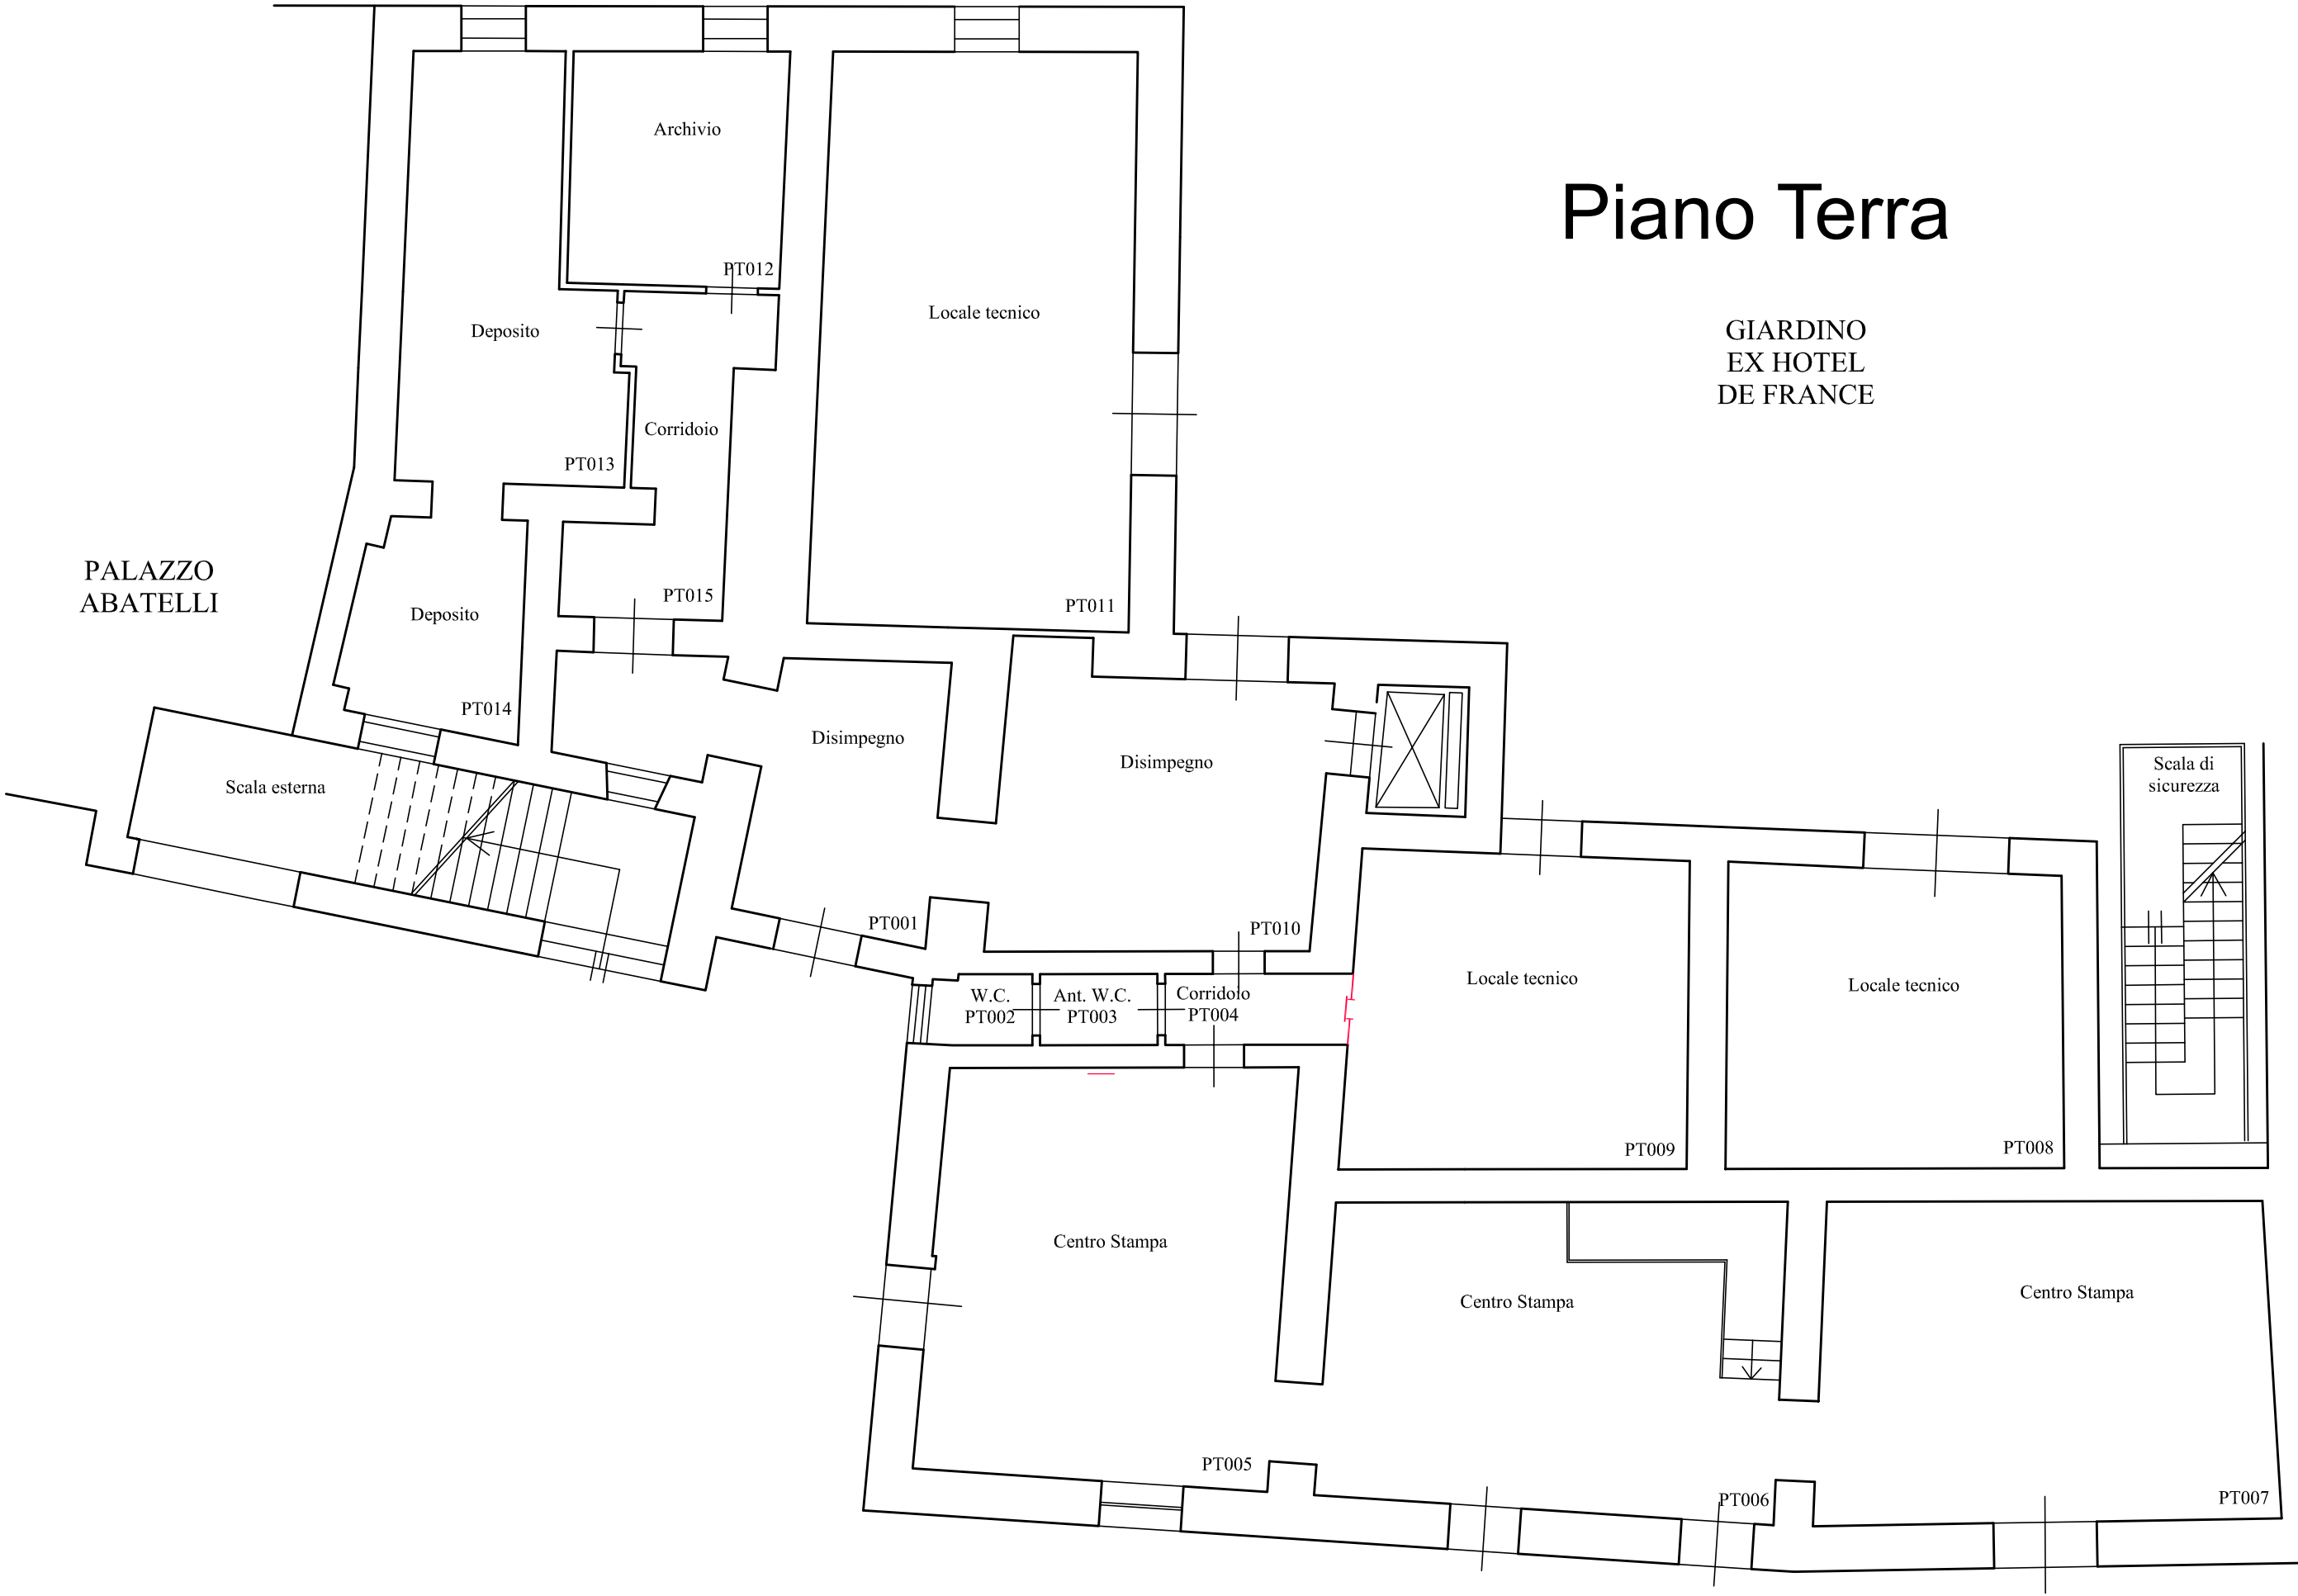 Piano Terra
Archivio
PT012
Locale tecnico
GIARDINO
EX HOTEL
DE FRANCE
Deposito
Corridoio
PT013
PALAZZO
ABATELLI
PT015
PT011
Deposito
PT014
Disimpegno
Disimpegno
Scala esterna
Scala di
sicurezza
PT001
PT010
W.C.
PT002
Ant. W.C.
PT003
Corridoio
PT004
Locale tecnico
Locale tecnico
PT009
PT008
Centro Stampa
Centro Stampa
Centro Stampa
PT005
PT006
PT007